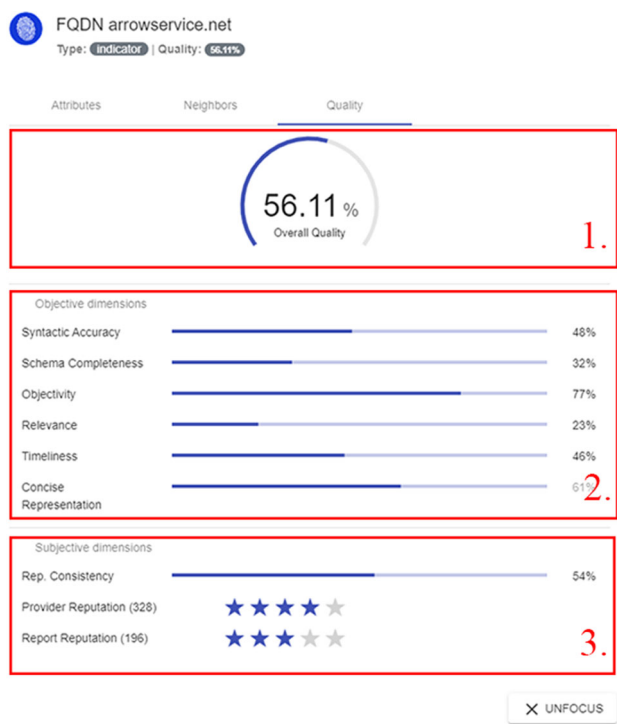 FQDN arrowservice.net
Type: indicator | Quality: 56.11%
Attributes Neighbors Quality
56.11 %
Overall Quality
1.
Objective dimensions
Syntactic Accuracy 48%
Schema Completeness 32%
Objectivity 77%
Relevance 23%
Timeliness 46%
Concise 61%
Representation
2.
Subjective dimensions
Rep. Consistency 54%
Provider Reputation (328)
Report Reputation (196)
3.
UNFOCUS